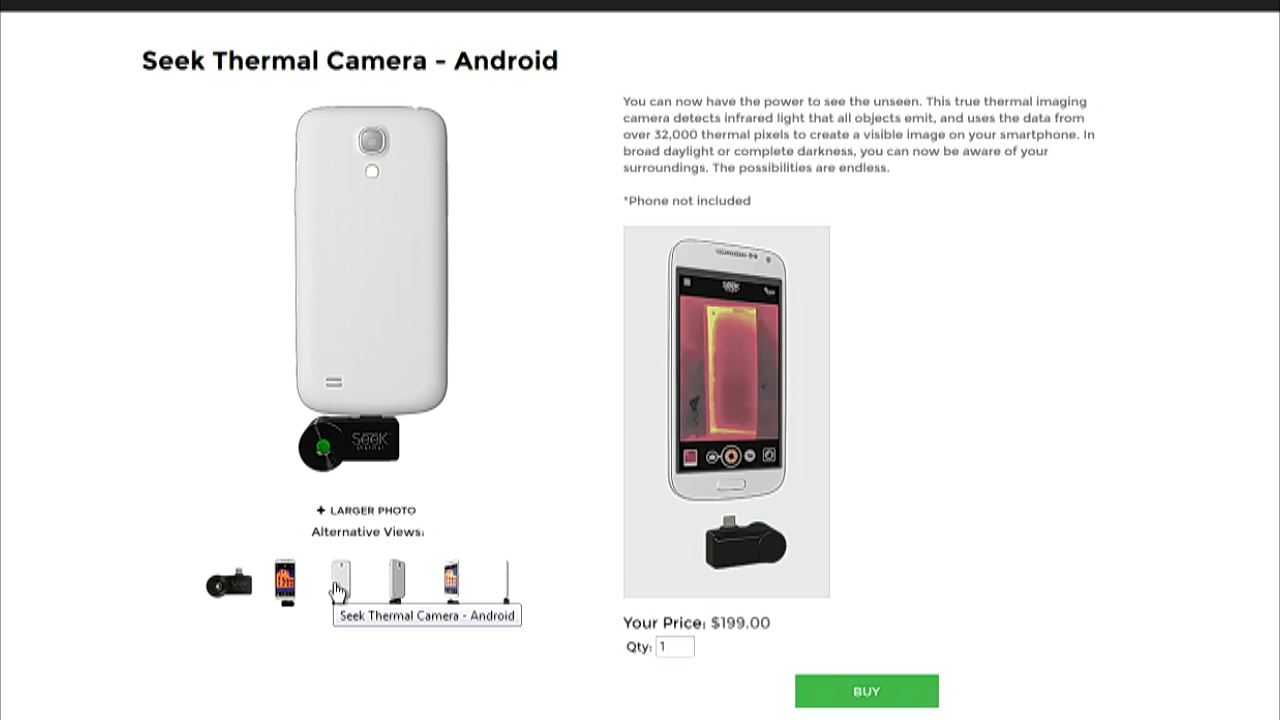 Seek Thermal Camera - Android
You can now have the power to see the unseen. This true thermal imaging
camera detects infrared light that all objects emit, and uses the data from
over 32,000 thermal pixels to create a visible image on your smartphone. In
broad daylight or complete darkness, you can now be aware of your
surroundings. The possibilities are endless.
*Phone not included
Seek
thermal
+ LARGER PHOTO
Alternative Views:
Seek Thermal Camera - Android
Your Price: $199.00
Qty: 1
BUY